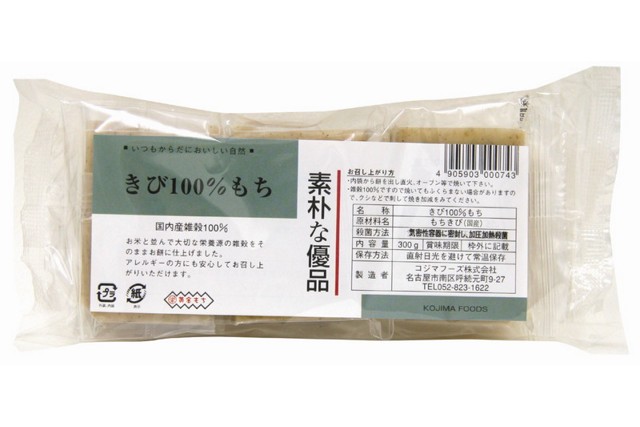 いつもからだにおいしい自然
きび100%もち
国内産雑穀100%
お米と並んで大切な栄養源の雑穀をそ
のままお餅に仕上げました。
アレルギーの方にも安心してお召し上
がりいただけます。
プラ
紙
素朴な優品
お召し上がり方
・内袋から餅を出し直火、オーブン等で焼いて下さい。
・雑穀100%ですので焼いてもふくらまない場合がありますの
で、クシなどで刺して焼き加減をみてください。
4 905903 000743
名称 きび100%もち
原材料名 もちきび(国産)
殺菌方法 気密性容器に密封し、加圧加熱殺菌
内容量 300g 賞味期限 枠外に記載
保存方法 直射日光を避けて常温保存
製造者 コジマフーズ株式会社
名古屋市南区呼続元町9-27
TEL052-823-1622
KOJIMA FOODS